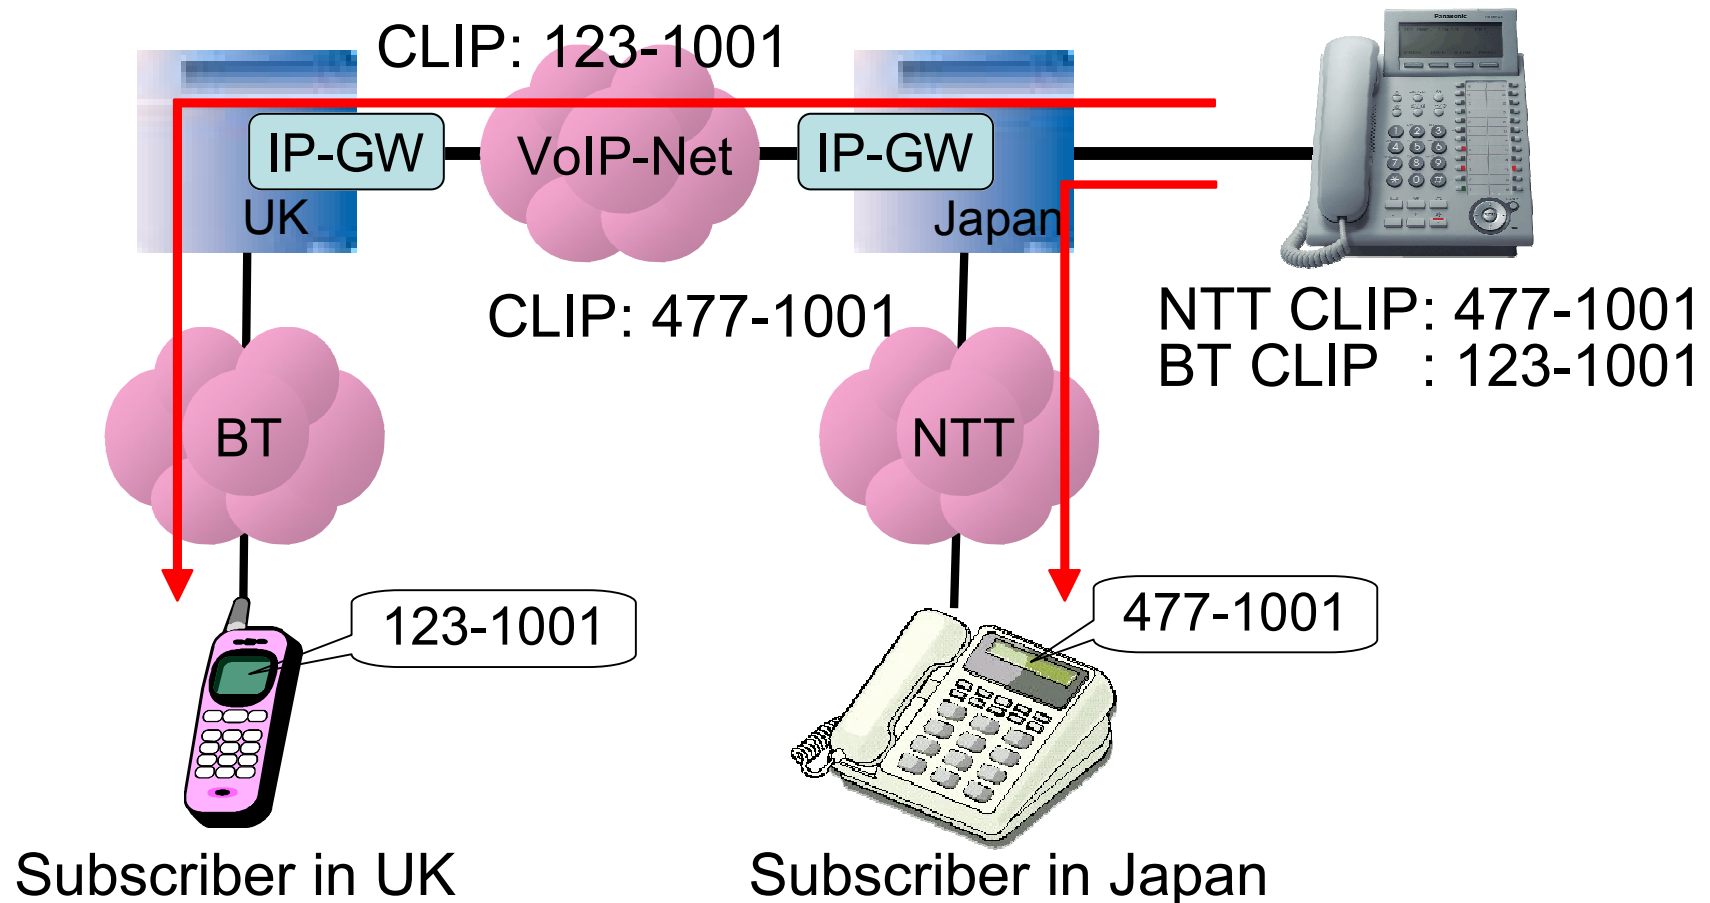 CLIP: 123-1001
Panasonic
IP-GW
VoIP-Net
IP-GW
UK
Japan
CLIP: 477-1001
NTT CLIP: 477-1001
BT CLIP : 123-1001
BT
NTT
123-1001
477-1001
Subscriber in UK
Subscriber in Japan